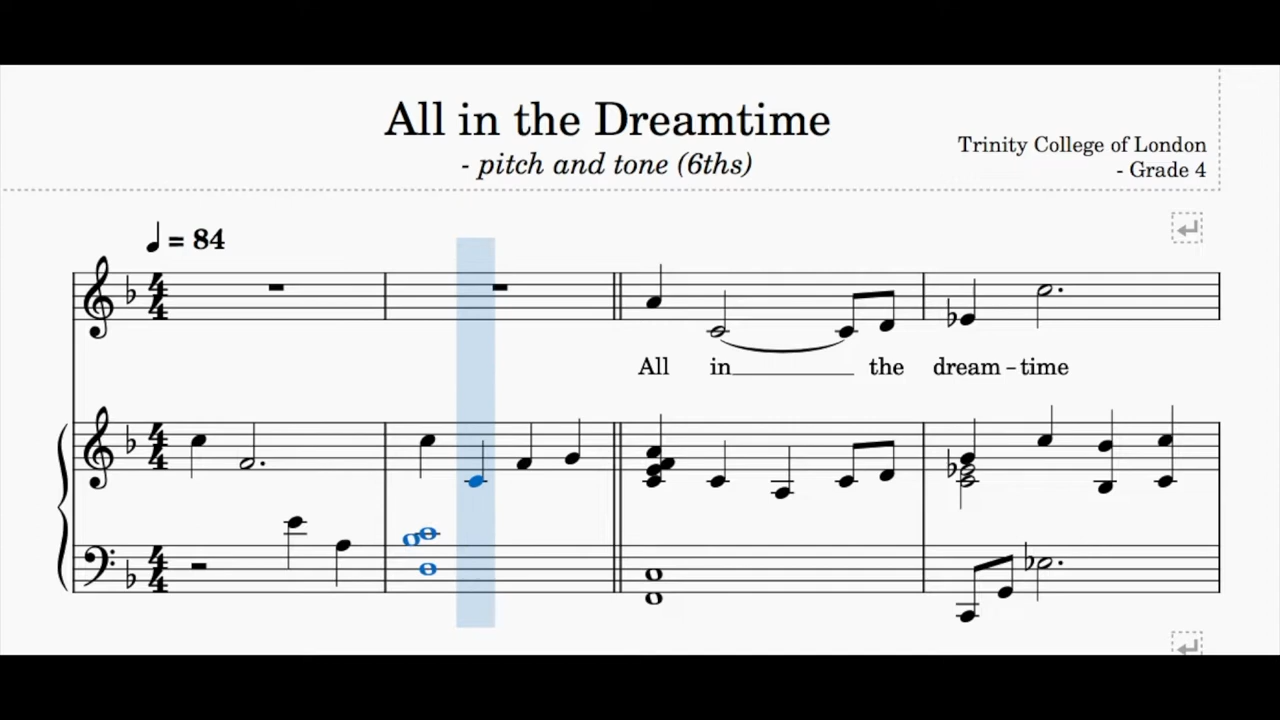 All in the Dreamtime
- pitch and tone (6ths)
Trinity College of London
- Grade 4
= 84
All in the dream-time